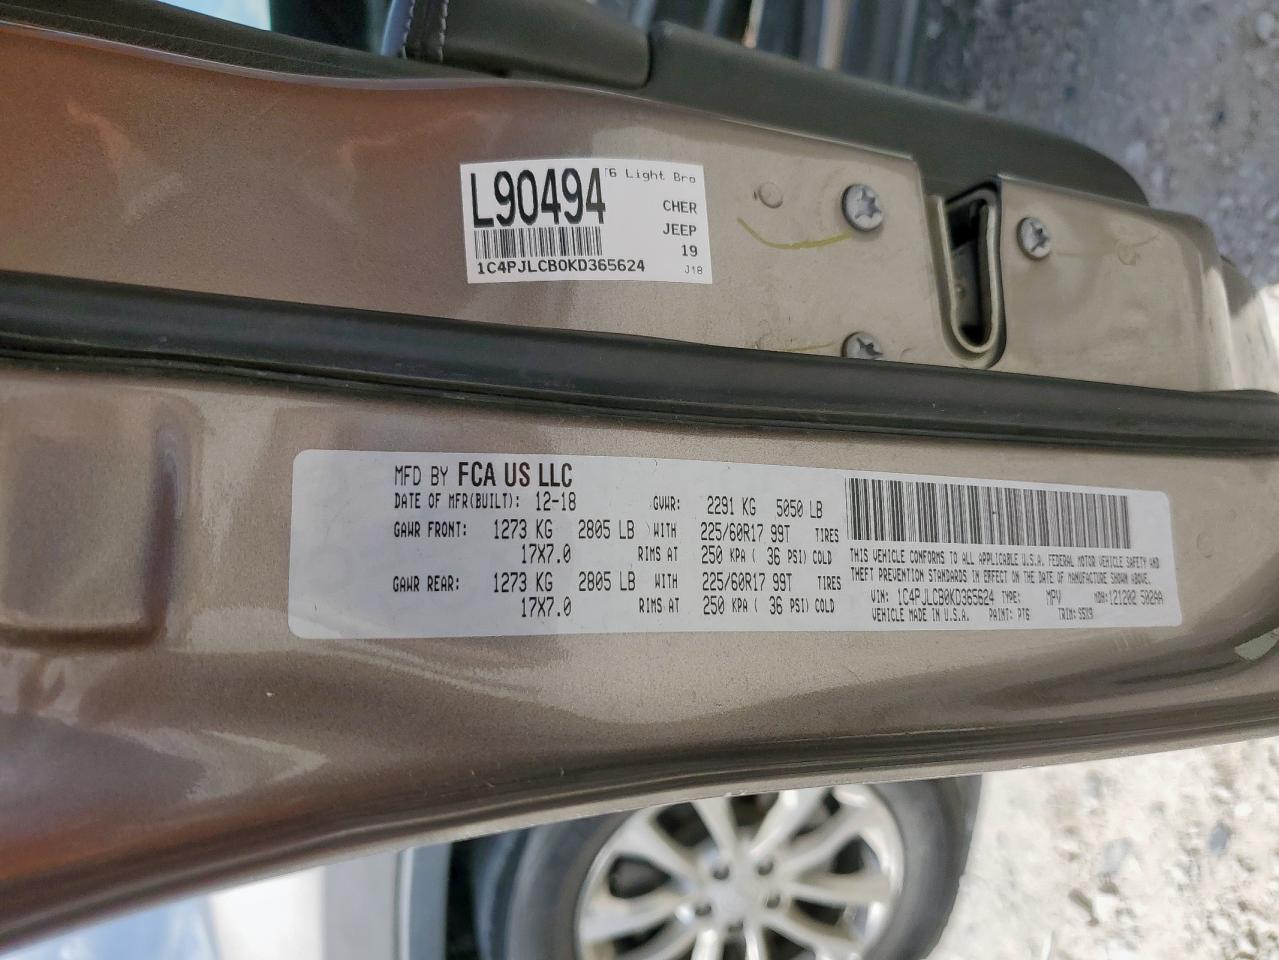 L90494
T6 Light Bro
CHER
JEEP
19
1C4PJLCB0KD365624
J18
MFD BY FCA US LLC
DATE OF MFR(BUILT): 12-18 GVWR: 2291 KG 5050 LB
GAWR FRONT: 1273 KG 2805 LB WITH 225/60R17 99T TIRES
17X7.0 RIMS AT 250 KPA ( 36 PSI) COLD
GAWR REAR: 1273 KG 2805 LB WITH 225/60R17 99T TIRES
17X7.0 RIMS AT 250 KPA ( 36 PSI) COLD
THIS VEHICLE CONFORMS TO ALL APPLICABLE U.S.A. FEDERAL MOTOR VEHICLE SAFETY AND
THEFT PREVENTION STANDARDS IN EFFECT ON THE DATE OF MANUFACTURE SHOWN ABOVE.
VIN: 1C4PJLCB0KD365624 TYPE: MPV MDH: 121202 502AA
VEHICLE MADE IN U.S.A. PAINT: PT6 TRIM: S5X9